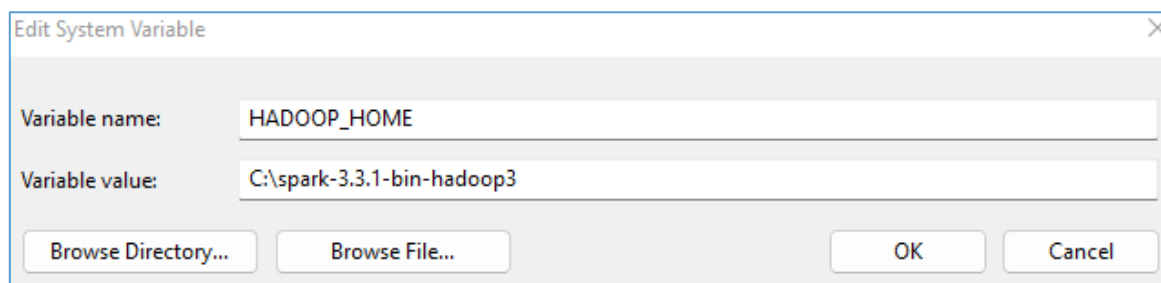 Edit System Variable
Variable name: HADOOP_HOME
Variable value: C:\spark-3.3.1-bin-hadoop3
Browse Directory... Browse File... OK Cancel